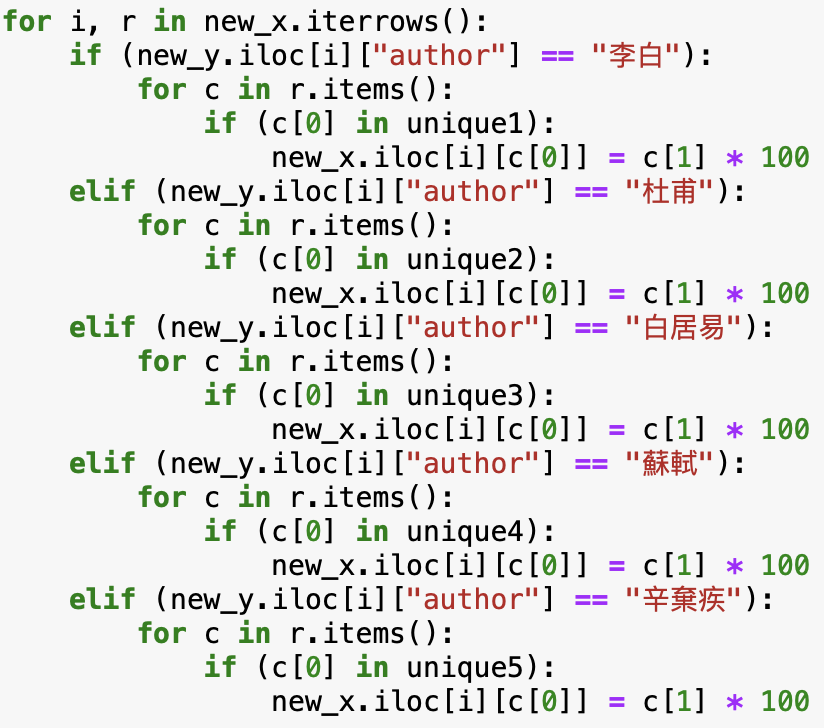 for i, r in new_x.iterrows():
    if (new_y.iloc[i]["author"] == "李白"):
        for c in r.items():
            if (c[0] in unique1):
                new_x.iloc[i][c[0]] = c[1] * 100
    elif (new_y.iloc[i]["author"] == "杜甫"):
        for c in r.items():
            if (c[0] in unique2):
                new_x.iloc[i][c[0]] = c[1] * 100
    elif (new_y.iloc[i]["author"] == "白居易"):
        for c in r.items():
            if (c[0] in unique3):
                new_x.iloc[i][c[0]] = c[1] * 100
    elif (new_y.iloc[i]["author"] == "蘇軾"):
        for c in r.items():
            if (c[0] in unique4):
                new_x.iloc[i][c[0]] = c[1] * 100
    elif (new_y.iloc[i]["author"] == "辛棄疾"):
        for c in r.items():
            if (c[0] in unique5):
                new_x.iloc[i][c[0]] = c[1] * 100